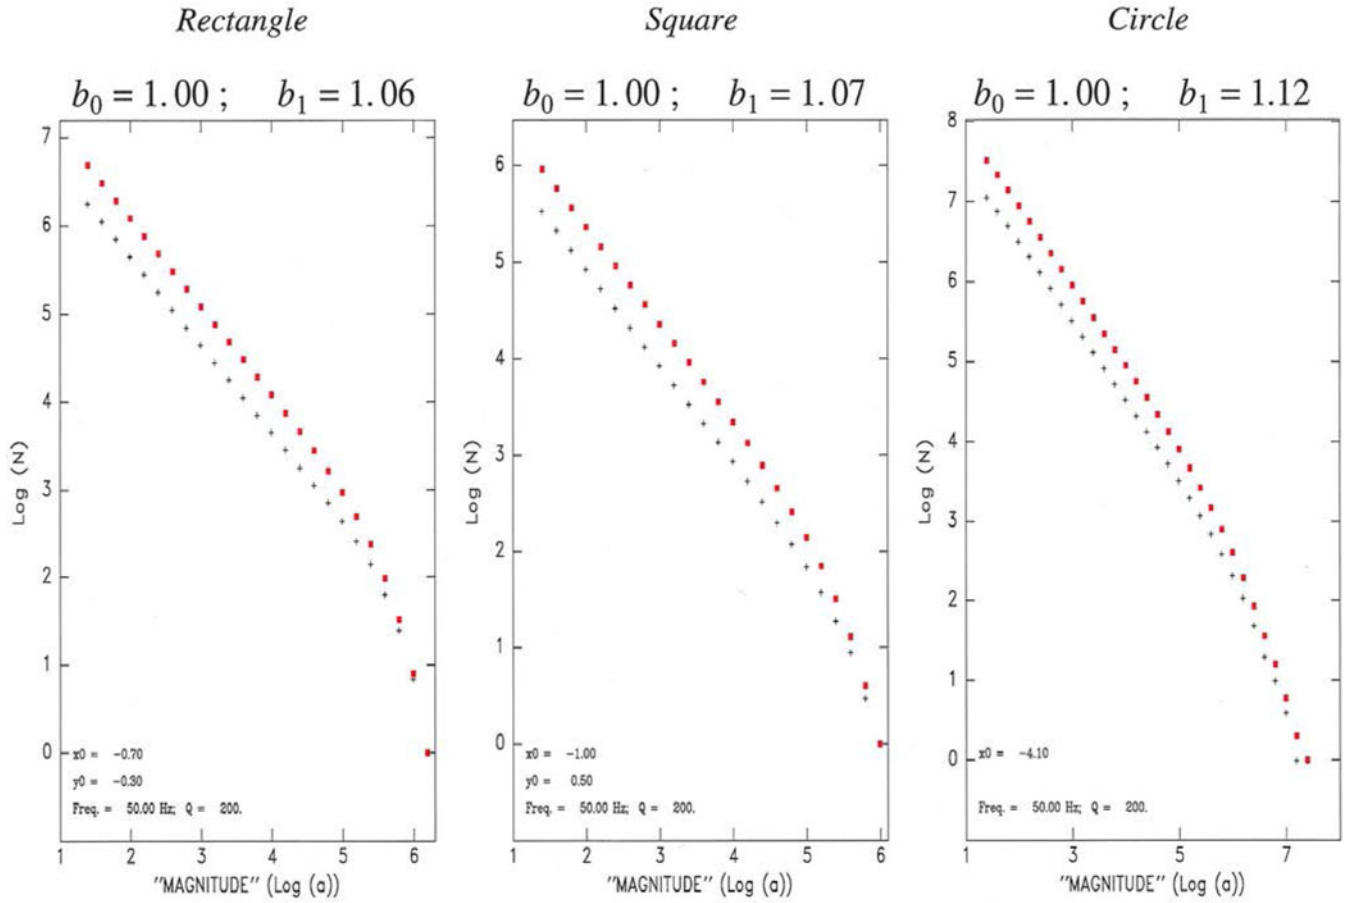 Rectangle
b₀ = 1.00 ; b₁ = 1.06
7
6
5
4
3
2
1
0
Log (N)
x0 = -0.70
y0 = -0.30
Freq. = 50.00 Hz; Q = 200.
1 2 3 4 5 6
"MAGNITUDE" (Log (a))
Square
b₀ = 1.00 ; b₁ = 1.07
6
5
4
3
2
1
0
Log (N)
x0 = -1.00
y0 = 0.50
Freq. = 50.00 Hz; Q = 200.
1 2 3 4 5 6
"MAGNITUDE" (Log (a))
Circle
b₀ = 1.00 ; b₁ = 1.12
8
7
6
5
4
3
2
1
0
Log (N)
x0 = -4.10
Freq. = 50.00 Hz; Q = 200.
1 3 5 7
"MAGNITUDE" (Log (a))